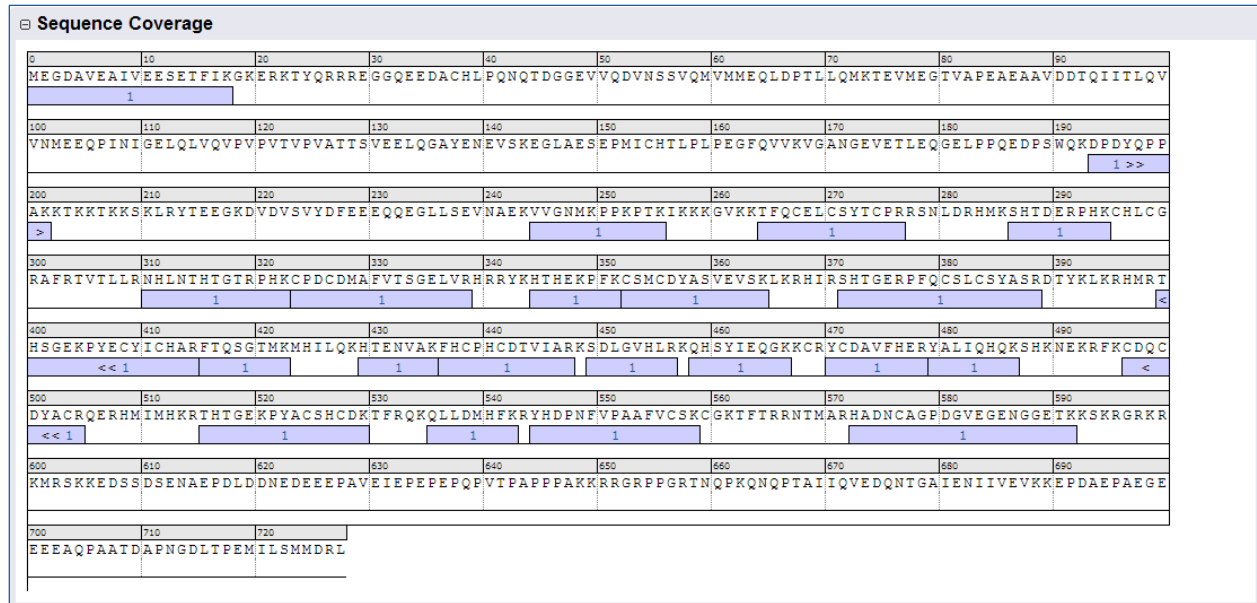 Sequence Coverage
0 10 20 30 40 50 60 70 80 90
MEGDAVEAIVEESETFIKGKERKTYQRRREGGQEEDACHLPQNQTDGGEVVQDVNSSVQMVMMEQLDPTLLQMKTEVMEGTVAPEAEAAVDDTQIITLQV
1
100 110 120 130 140 150 160 170 180 190
VNMEEQPINIGELQLVQVPVPVTVPVATTSVEELQGAYENEVSKEGLAESEPMICHTLPLPEGFQVVKVGANGEVETLEQGELPPQEDPSWQKDPDYQPP
1 >>
200 210 220 230 240 250 260 270 280 290
AKKTKKTKKSKLRYTEEGKDVDVSVYDFEEEQQEGLLSEVNAEKVVGNMKPPKPTKIKKKGVKKTFQCELCSYTCPRRSNLDRHMKSHTDERPHKCHLCG
> 1 1 1
300 310 320 330 340 350 360 370 380 390
RAFRTVTLLRNHLNTHTGTRPHKCPDCDMAFVTSGELVRHRRYKHTHEKPFKCSMCDYASVEVSKLKRHIRSHTGERPFQCSLCSYASRDTYKLKRHMRT
1 1 1 1 1 <
400 410 420 430 440 450 460 470 480 490
HSGEKPYECYICHARFTQSGTMKMHILQKHTENVAKFHCPHCDTVIARKSDLGVHLRKQHSYIEQGKKCRYCDAVFHERYALIQHQKSHKNEKRFKCDQC
<< 1 1 1 1 1 1 1 1 <
500 510 520 530 540 550 560 570 580 590
DYACRQERHMIMHKRTHTGEKPYACSHCDKTFRQKQLLDMHFKRYHDPNFVPAAFVCSKCGKTFTRRNTMARHADNCAGPDGVEGENGGETKKSKRGRKR
<< 1 1 1 1 1
600 610 620 630 640 650 660 670 680 690
KMRSKKEDSSDSENAEPDLDDNEDEEEPAVEIEPEPEPQPVTPAPPPAKKRRGRPPGRTNQPKQNQPTAIIQVEDQNTGAIENIIVEVKKEPDAEPAEGE
700 710 720
EEEAQPAATDAPNGDLTPEMILSMMDRL